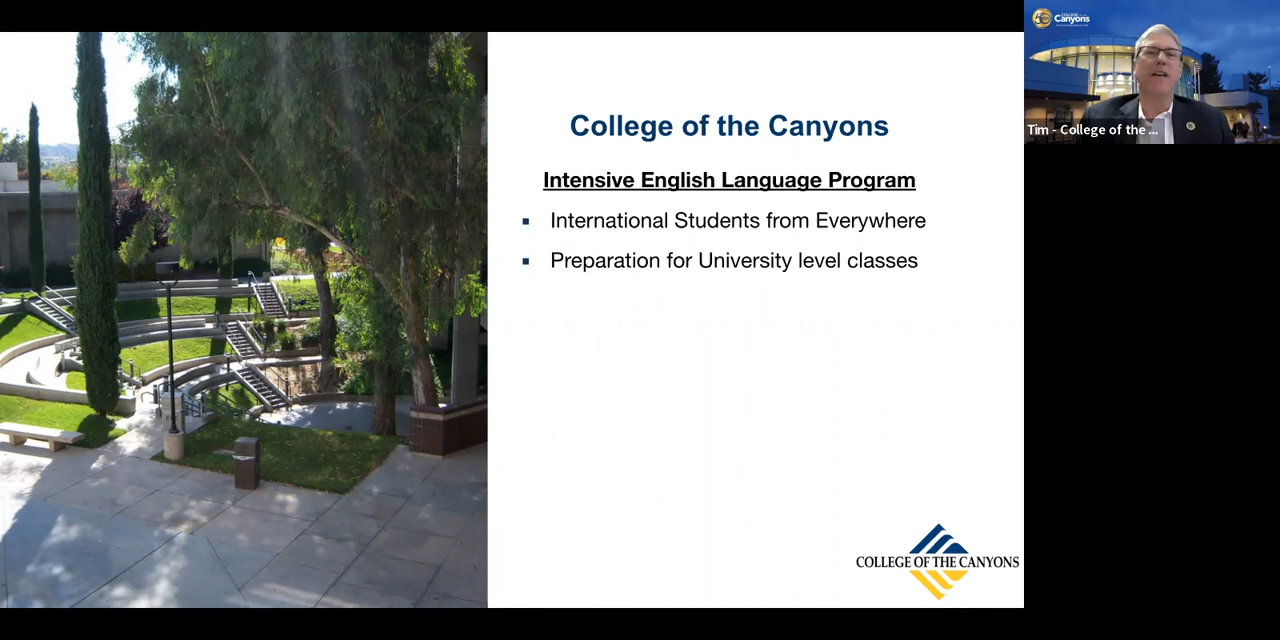 College of the Canyons
Intensive English Language Program
▪ International Students from Everywhere
▪ Preparation for University level classes
COLLEGE OF THE CANYONS
Canyons
Tim - College of the ...